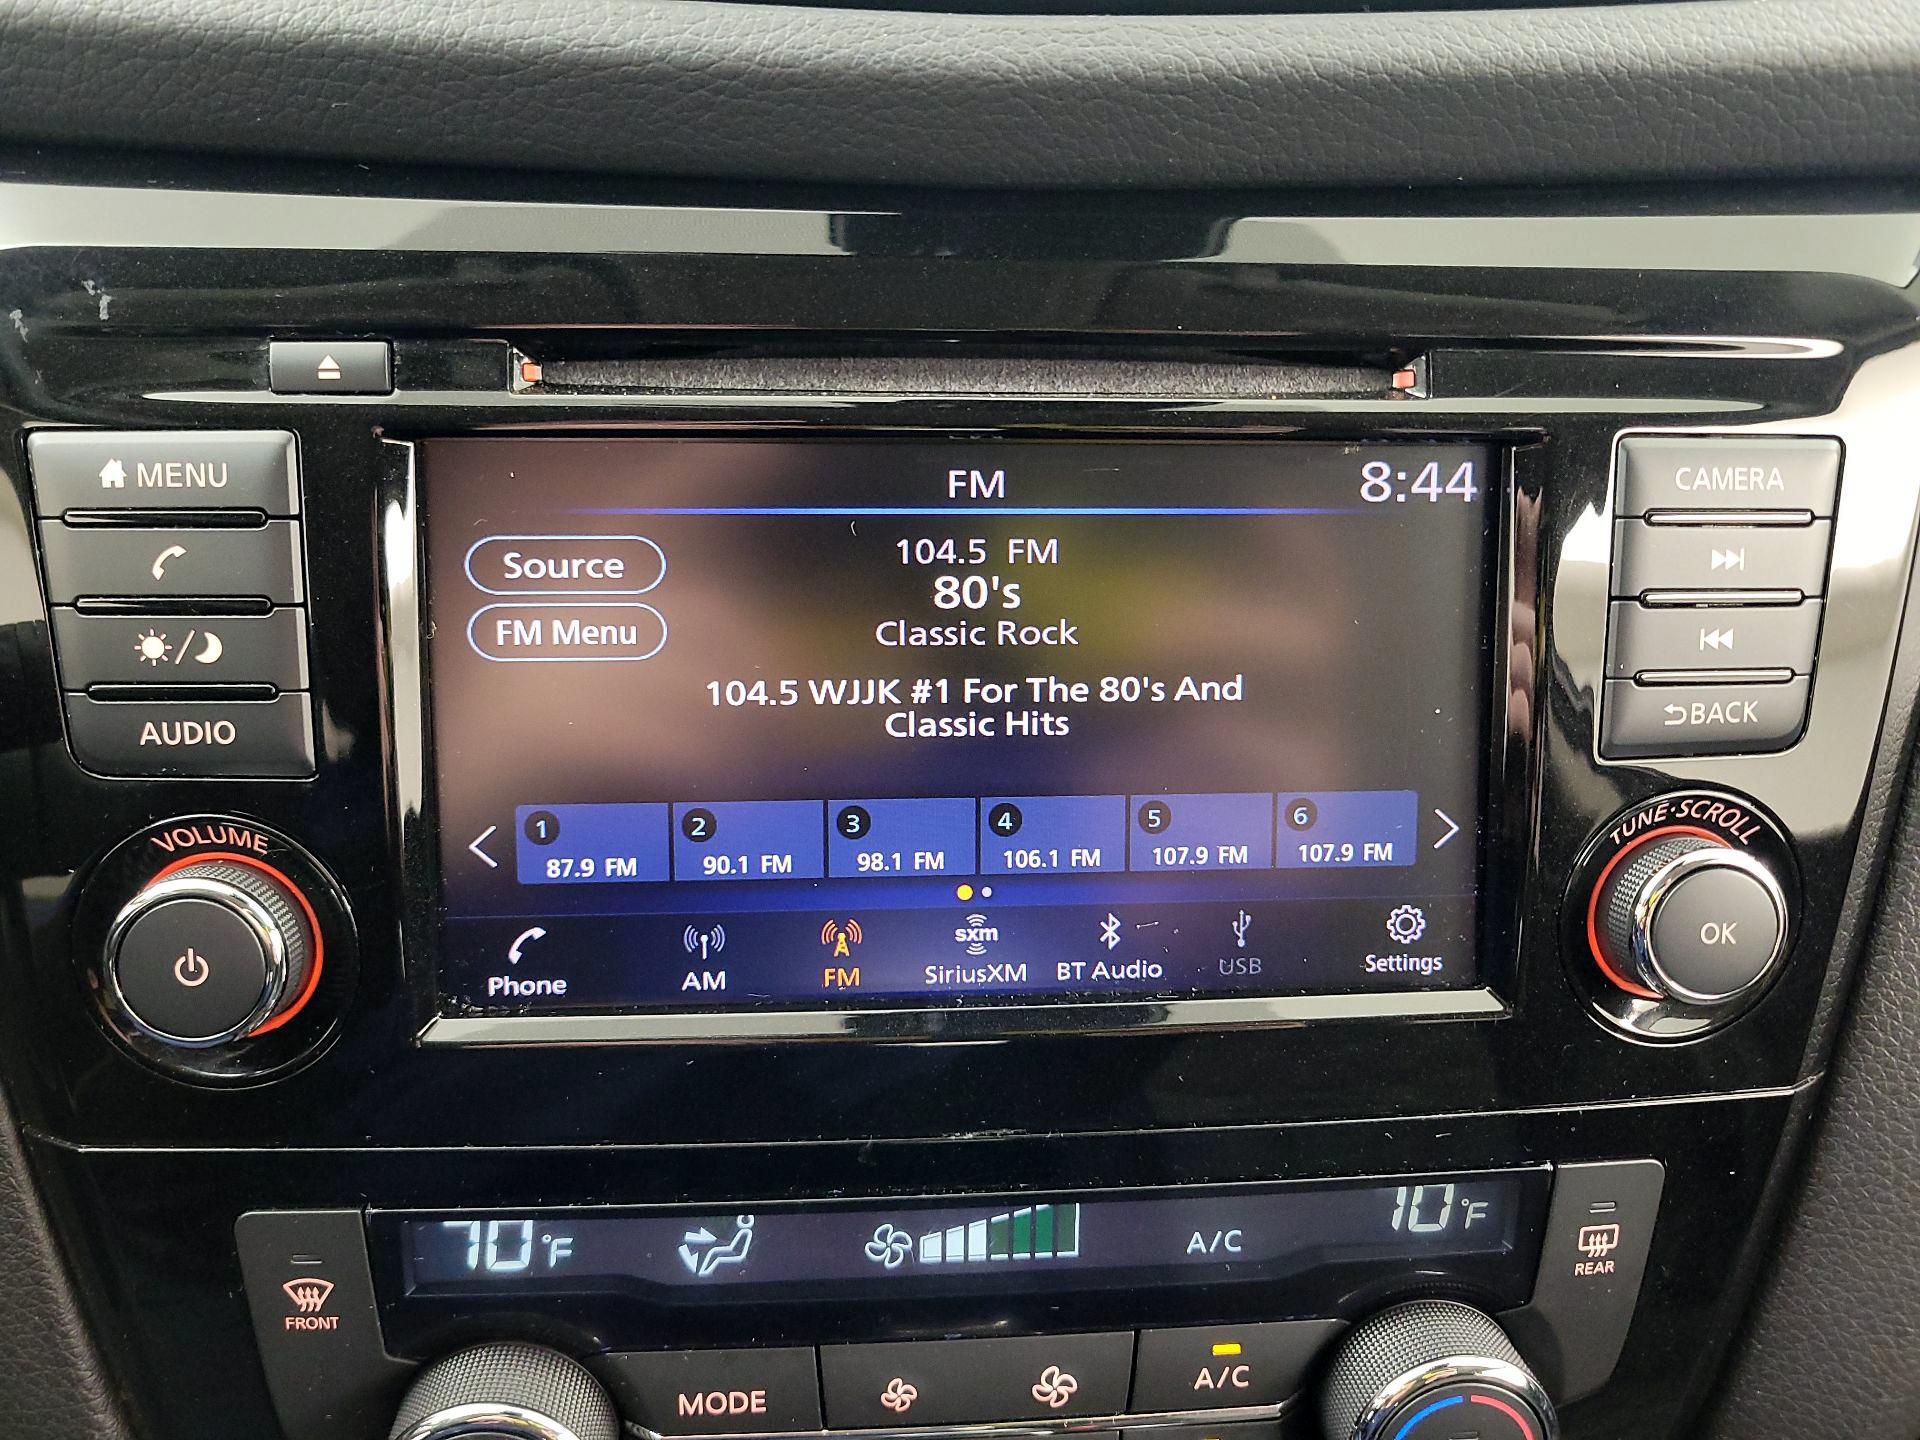 MENU
AUDIO
VOLUME
FM
8:44
Source
FM Menu
104.5 FM
80's
Classic Rock
104.5 WJJK #1 For The 80's And
Classic Hits
1
87.9 FM
2
90.1 FM
3
98.1 FM
4
106.1 FM
5
107.9 FM
6
107.9 FM
Phone
AM
FM
sxm
SiriusXM
BT Audio
USB
Settings
CAMERA
BACK
TUNE·SCROLL
OK
70°F
A/C
70°F
FRONT
REAR
MODE
A/C